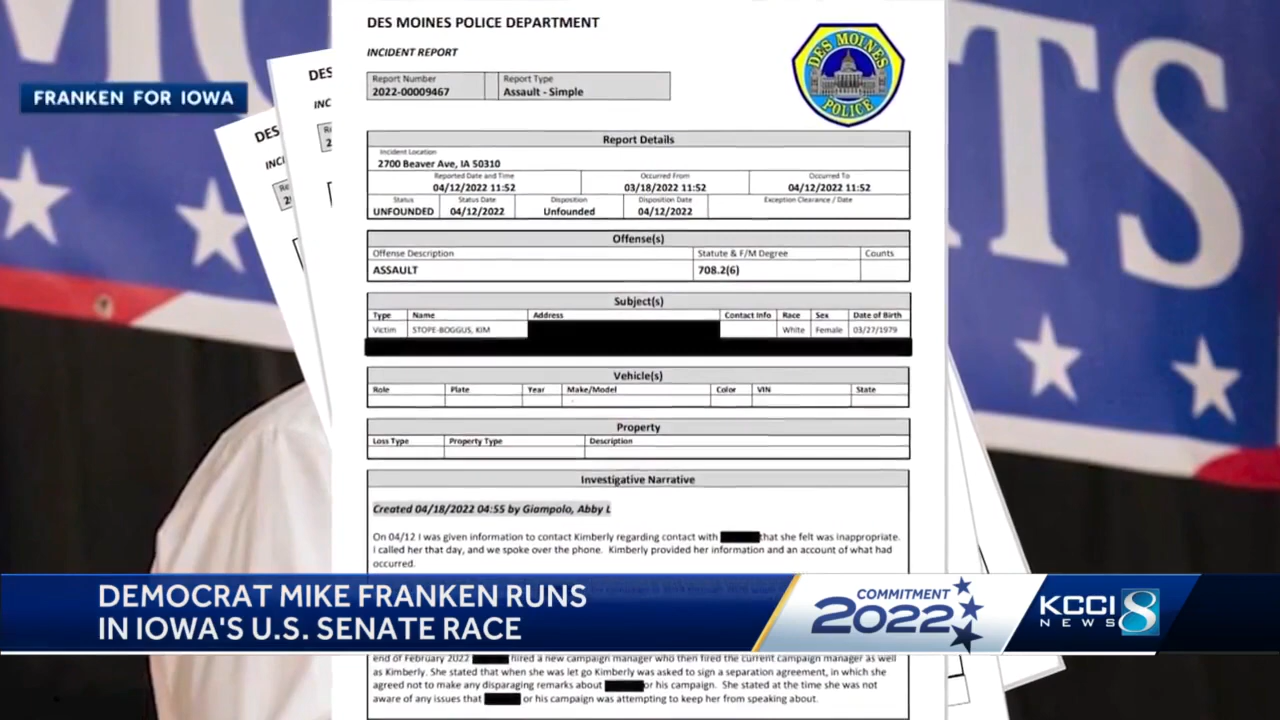 DES MOINES POLICE DEPARTMENT
INCIDENT REPORT
DES MOINES
POLICE
FRANKEN FOR IOWA
Report Number Report Type
2022-00009467 Assault - Simple
Report Details
Incident Location
2700 Beaver Ave, IA 50310
Reported Date and Time Occurred From Occurred To
04/12/2022 11:52 03/18/2022 11:52 04/12/2022 11:52
Status Status Date Disposition Disposition Date Exception Clearance / Date
UNFOUNDED 04/12/2022 Unfounded 04/12/2022
Offense(s)
Offense Description Statute & F/M Degree Counts
ASSAULT 708.2(6)
Subject(s)
Type Name Address Contact Info Race Sex Date of Birth
Victim STOPE-BOGGUS, KIM White Female 03/27/1979
Vehicle(s)
Role Plate Year Make/Model Color VIN State
Property
Loss Type Property Type Description
Investigative Narrative
Created 04/18/2022 04:55 by Giampolo, Abby L
On 04/12 I was given information to contact Kimberly regarding contact with that she felt was inappropriate.
I called her that day, and we spoke over the phone. Kimberly provided her information and an account of what had
occurred.
DEMOCRAT MIKE FRANKEN RUNS
IN IOWA'S U.S. SENATE RACE
COMMITMENT
2022
KCCI 8
NEWS
end of February 2022 hired a new campaign manager who then fired the current campaign manager as well
as Kimberly. She stated that when she was let go Kimberly was asked to sign a separation agreement, in which she
agreed not to make any disparaging remarks about or his campaign. She stated at the time she was not
aware of any issues that or his campaign was attempting to keep her from speaking about.